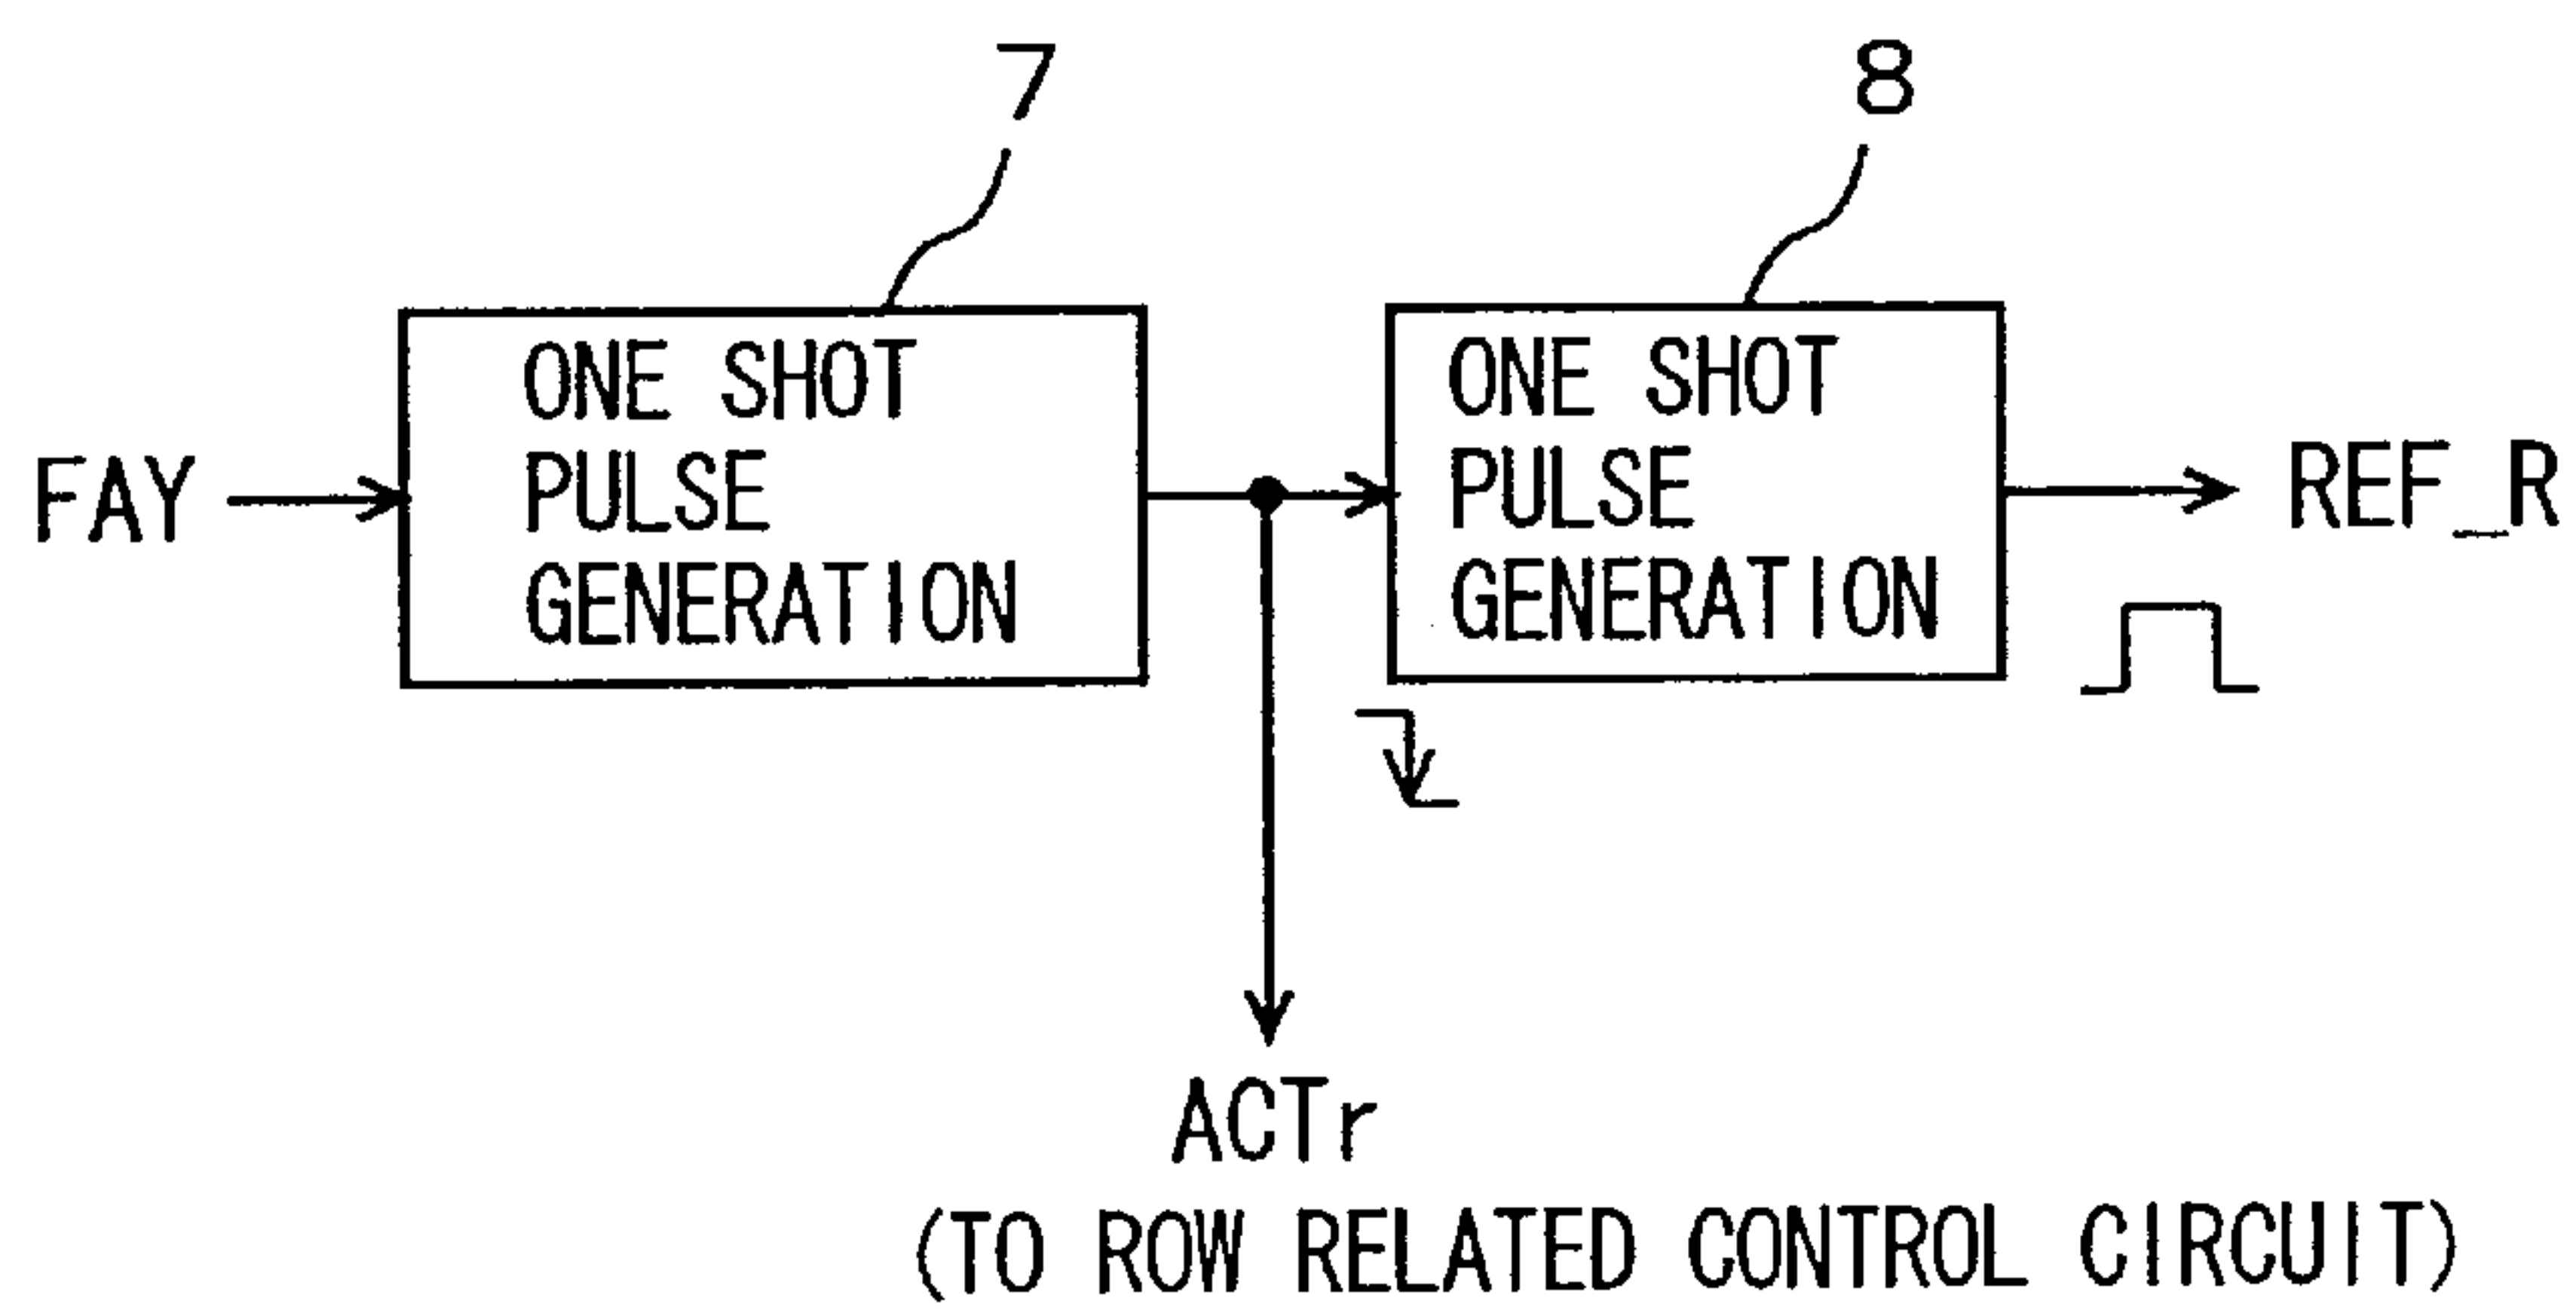 7
8
FAY
ONE SHOT
PULSE
GENERATION
ONE SHOT
PULSE
GENERATION
REF_R
ACTr
(TO ROW RELATED CONTROL CIRCUIT)